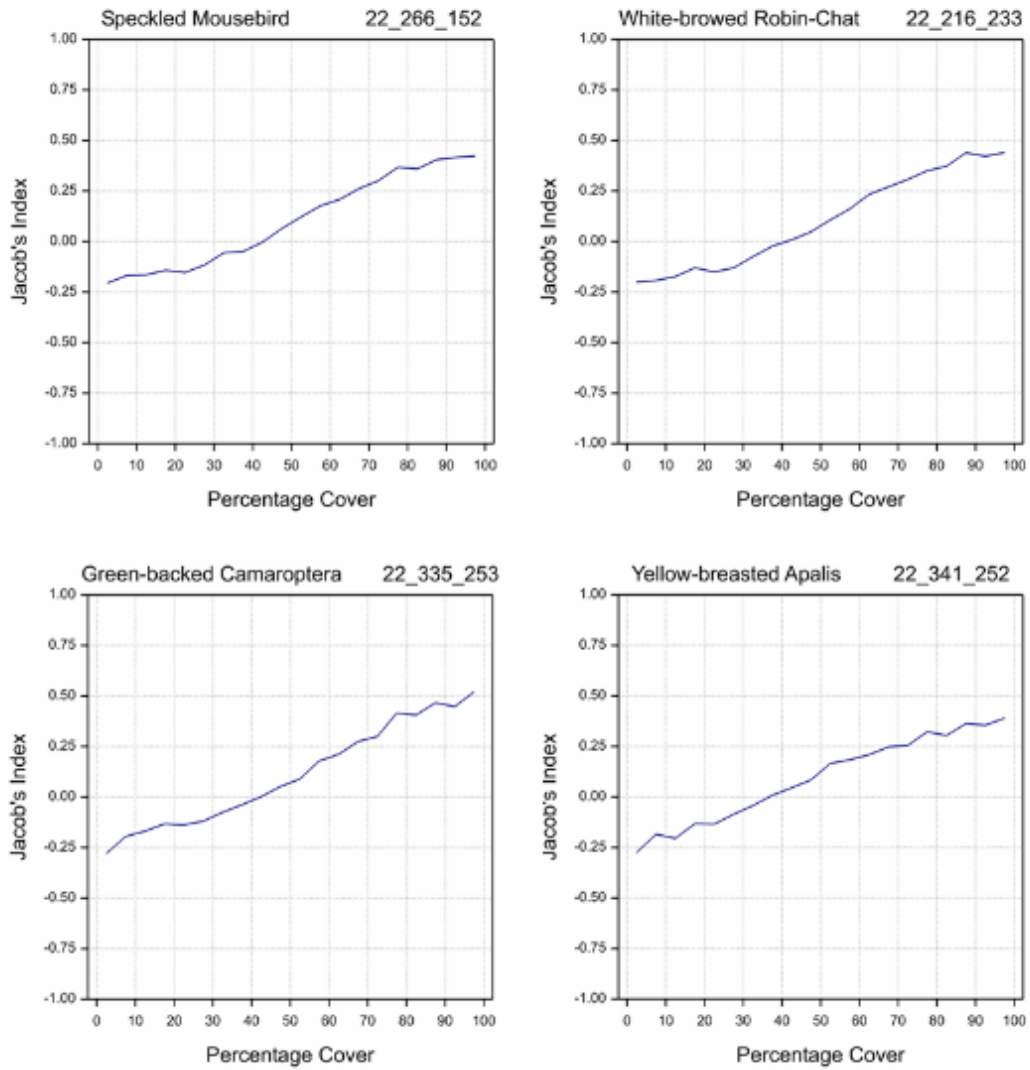 Speckled Mousebird 22_266_152
1.00
0.75
0.50
0.25
0.00
-0.25
-0.50
-0.75
-1.00
Jacob's Index
0 10 20 30 40 50 60 70 80 90 100
Percentage Cover
White-browed Robin-Chat 22_216_233
1.00
0.75
0.50
0.25
0.00
-0.25
-0.50
-0.75
-1.00
Jacob's Index
0 10 20 30 40 50 60 70 80 90 100
Percentage Cover
Green-backed Camaroptera 22_335_253
1.00
0.75
0.50
0.25
0.00
-0.25
-0.50
-0.75
-1.00
Jacob's Index
0 10 20 30 40 50 60 70 80 90 100
Percentage Cover
Yellow-breasted Apalis 22_341_252
1.00
0.75
0.50
0.25
0.00
-0.25
-0.50
-0.75
-1.00
Jacob's Index
0 10 20 30 40 50 60 70 80 90 100
Percentage Cover